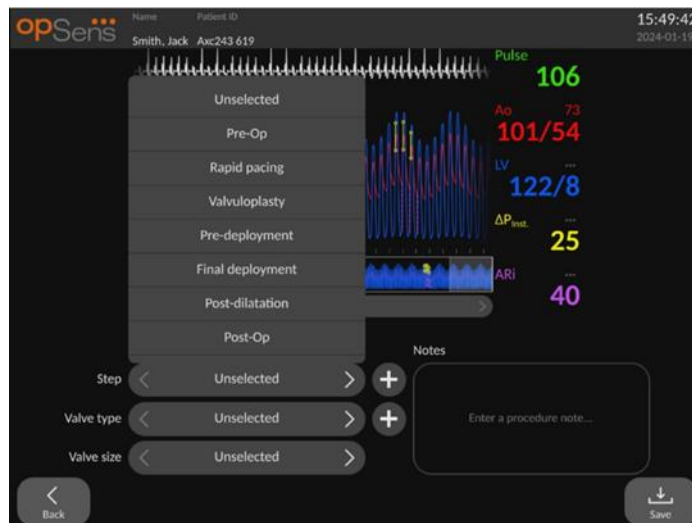 opSens
Name Patient ID
Smith, Jack Axc243 619
15:49:42
2024-01-19
Pulse
106
Ao 73
101/54
LV ---
122/8
ΔPInst. ---
25
ARi ---
40
Unselected
Pre-Op
Rapid pacing
Valvuloplasty
Pre-deployment
Final deployment
Post-dilatation
Post-Op
Step < Unselected > +
Valve type < Unselected > +
Valve size < Unselected >
Notes
Enter a procedure note...
Back
Save